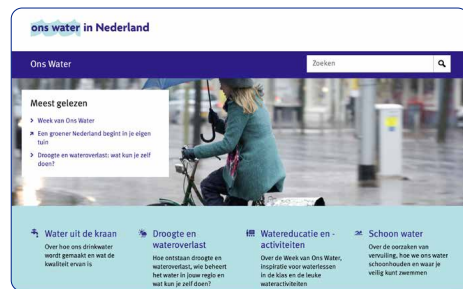 ons water in Nederland
Ons Water
Zoeken
Meest gelezen
Week van Ons Water
Een groener Nederland begint in je eigen
tuin
Droogte en wateroverlast: wat kun je zelf
doen?
Water uit de kraan
Over hoe ons drinkwater
wordt gemaakt en wat de
kwaliteit ervan is
Droogte en
wateroverlast
Hoe ontstaan droogte en
wateroverlast, wie beheert
het water in jouw regio en
wat kun je zelf doen?
Watereducatie en -
activiteiten
Over de Week van Ons Water,
inspiratie voor waterlessen
in de klas en de leuke
wateractiviteiten
Schoon water
Over de oorzaken van
vervuiling, hoe we ons water
schoonhouden en waar je
veilig kunt zwemmen